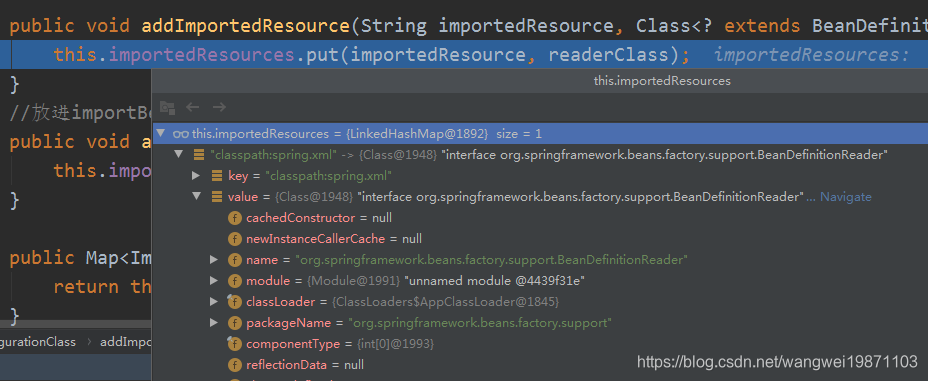 public void addImportedResource(String importedResource, Class<? extends BeanDefinit
this.importedResources.put(importedResource, readerClass); importedResources:
this.importedResources
}
//放进importBe
this.importedResources = {LinkedHashMap@1892} size = 1
public void a
"classpath:spring.xml" -> {Class@1948} "interface org.springframework.beans.factory.support.BeanDefinitionReader"
this.impo
key = "classpath:spring.xml"
}
value = {Class@1948} "interface org.springframework.beans.factory.support.BeanDefinitionReader"... Navigate
cachedConstructor = null
newInstanceCallerCache = null
public Map<Im
name = "org.springframework.beans.factory.support.BeanDefinitionReader"
return th
module = {Module@1991} "unnamed module @4439f31e"
classLoader = {ClassLoaders$AppClassLoader@1845}
}
packageName = "org.springframework.beans.factory.support"
gurationClass › addImpo
componentType = {int[0]@1993}
reflectionData = null
https://blog.csdn.net/wangwei19871103